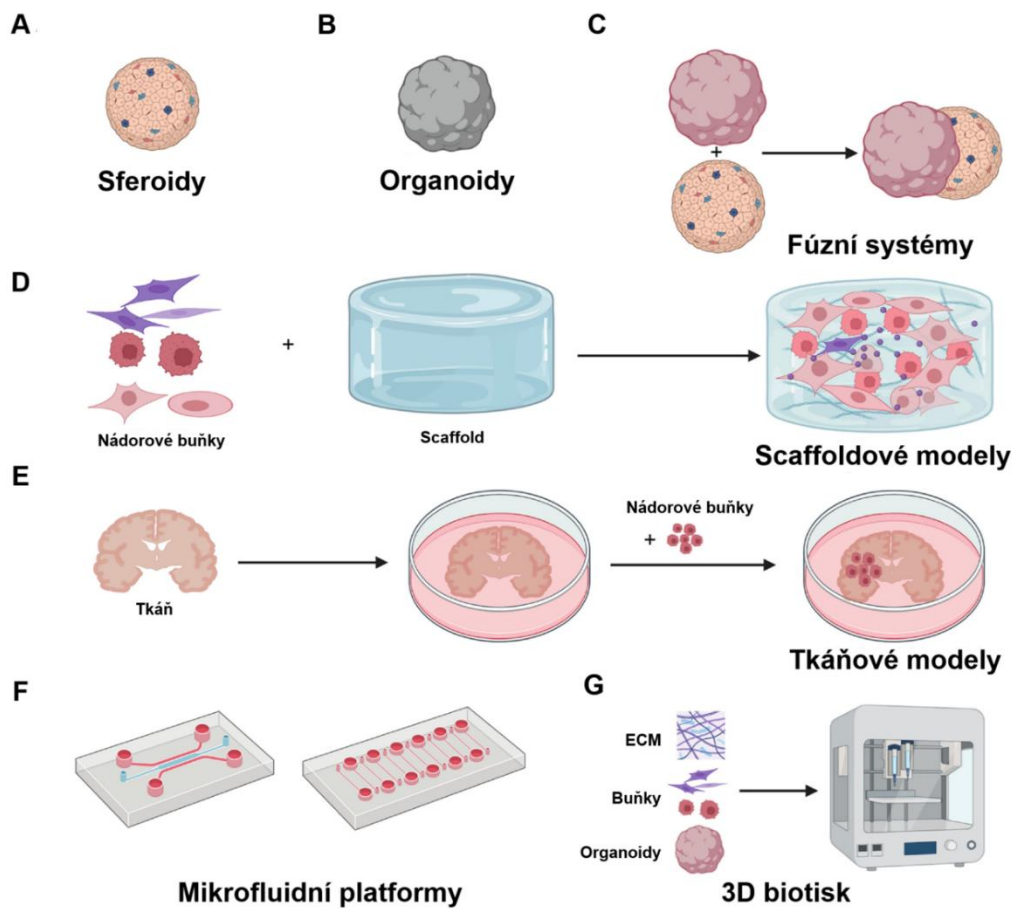 A
B
C
Sferoidy
Organoidy
+
Fúzní systémy
D
+
Nádorové buňky
Scaffold
Scaffoldové modely
E
Nádorové buňky
+
Tkáň
Tkáňové modely
F
G
ECM
Buňky
Organoidy
Mikrofluidní platformy
3D biotisk